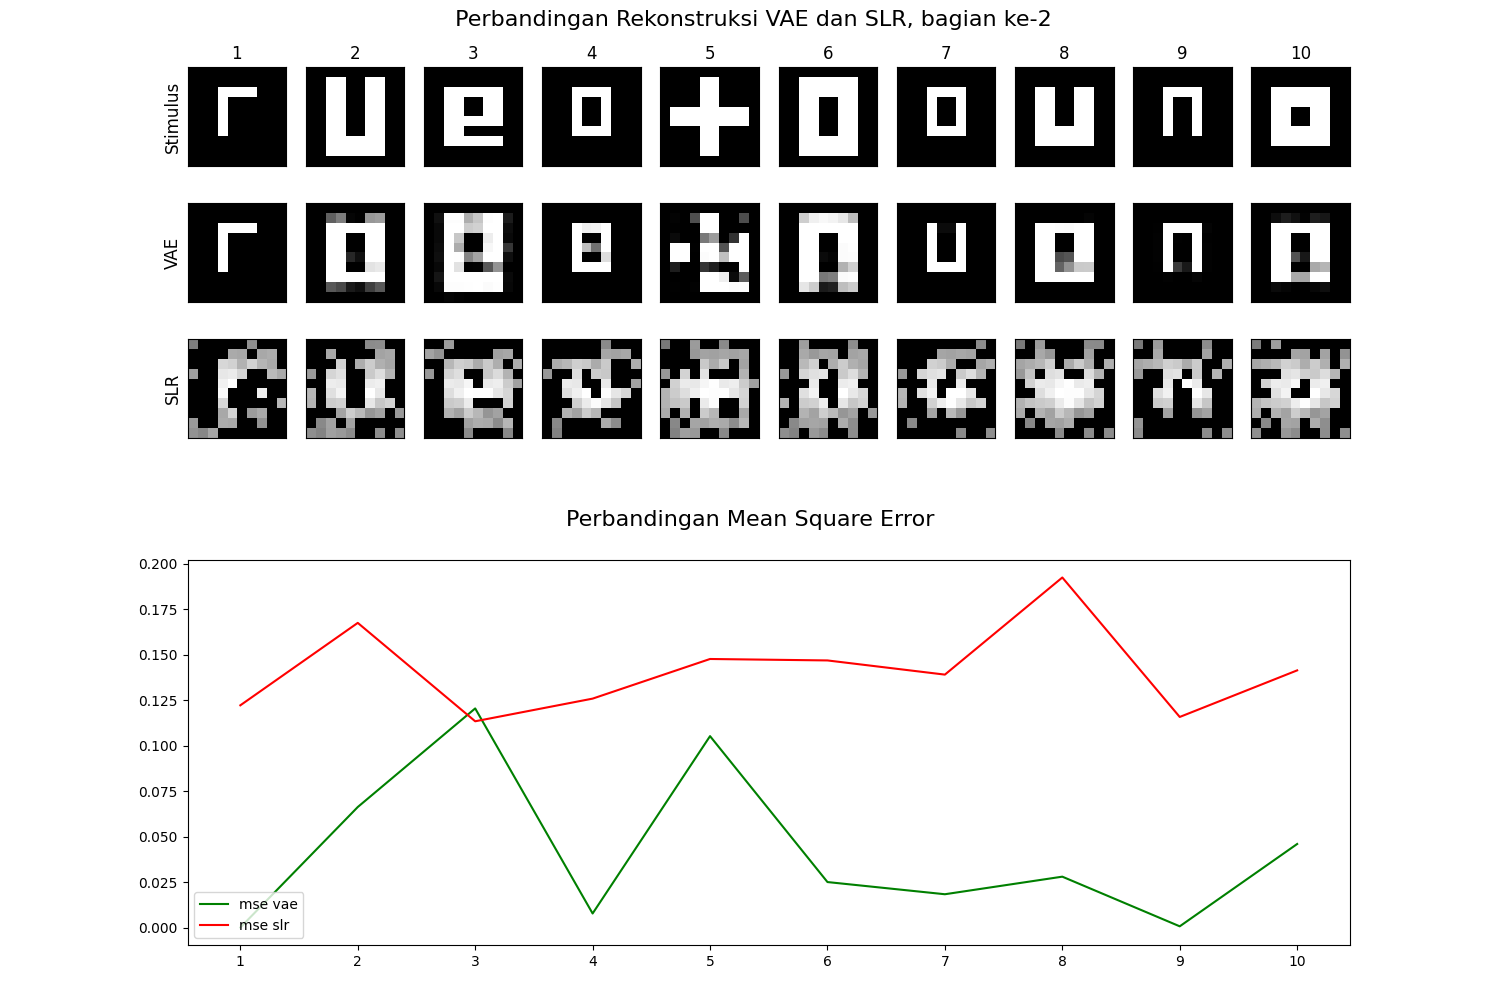 Perbandingan Rekonstruksi VAE dan SLR, bagian ke-2
1 2 3 4 5 6 7 8 9 10
Stimulus
VAE
SLR
Perbandingan Mean Square Error
0.200
0.175
0.150
0.125
0.100
0.075
0.050
0.025
0.000
mse vae
mse slr
1 2 3 4 5 6 7 8 9 10